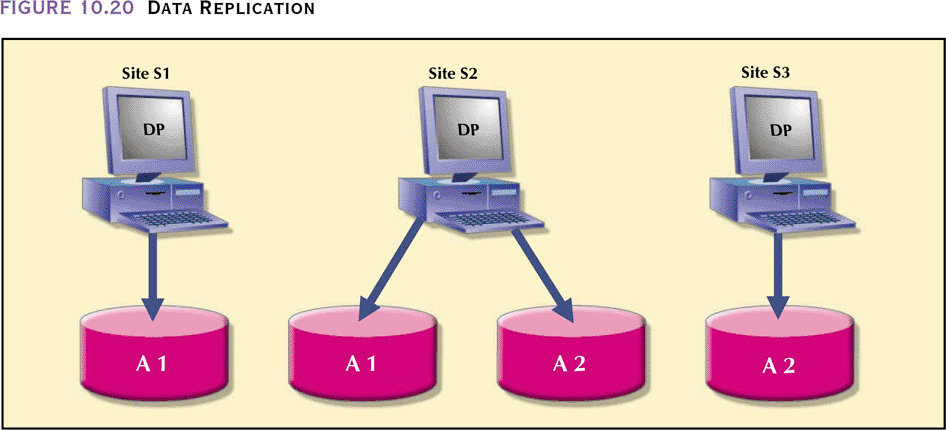 FIGURE 10.20 DATA REPLICATION
Site S1 Site S2 Site S3
DP DP DP
A 1 A 1 A 2 A 2